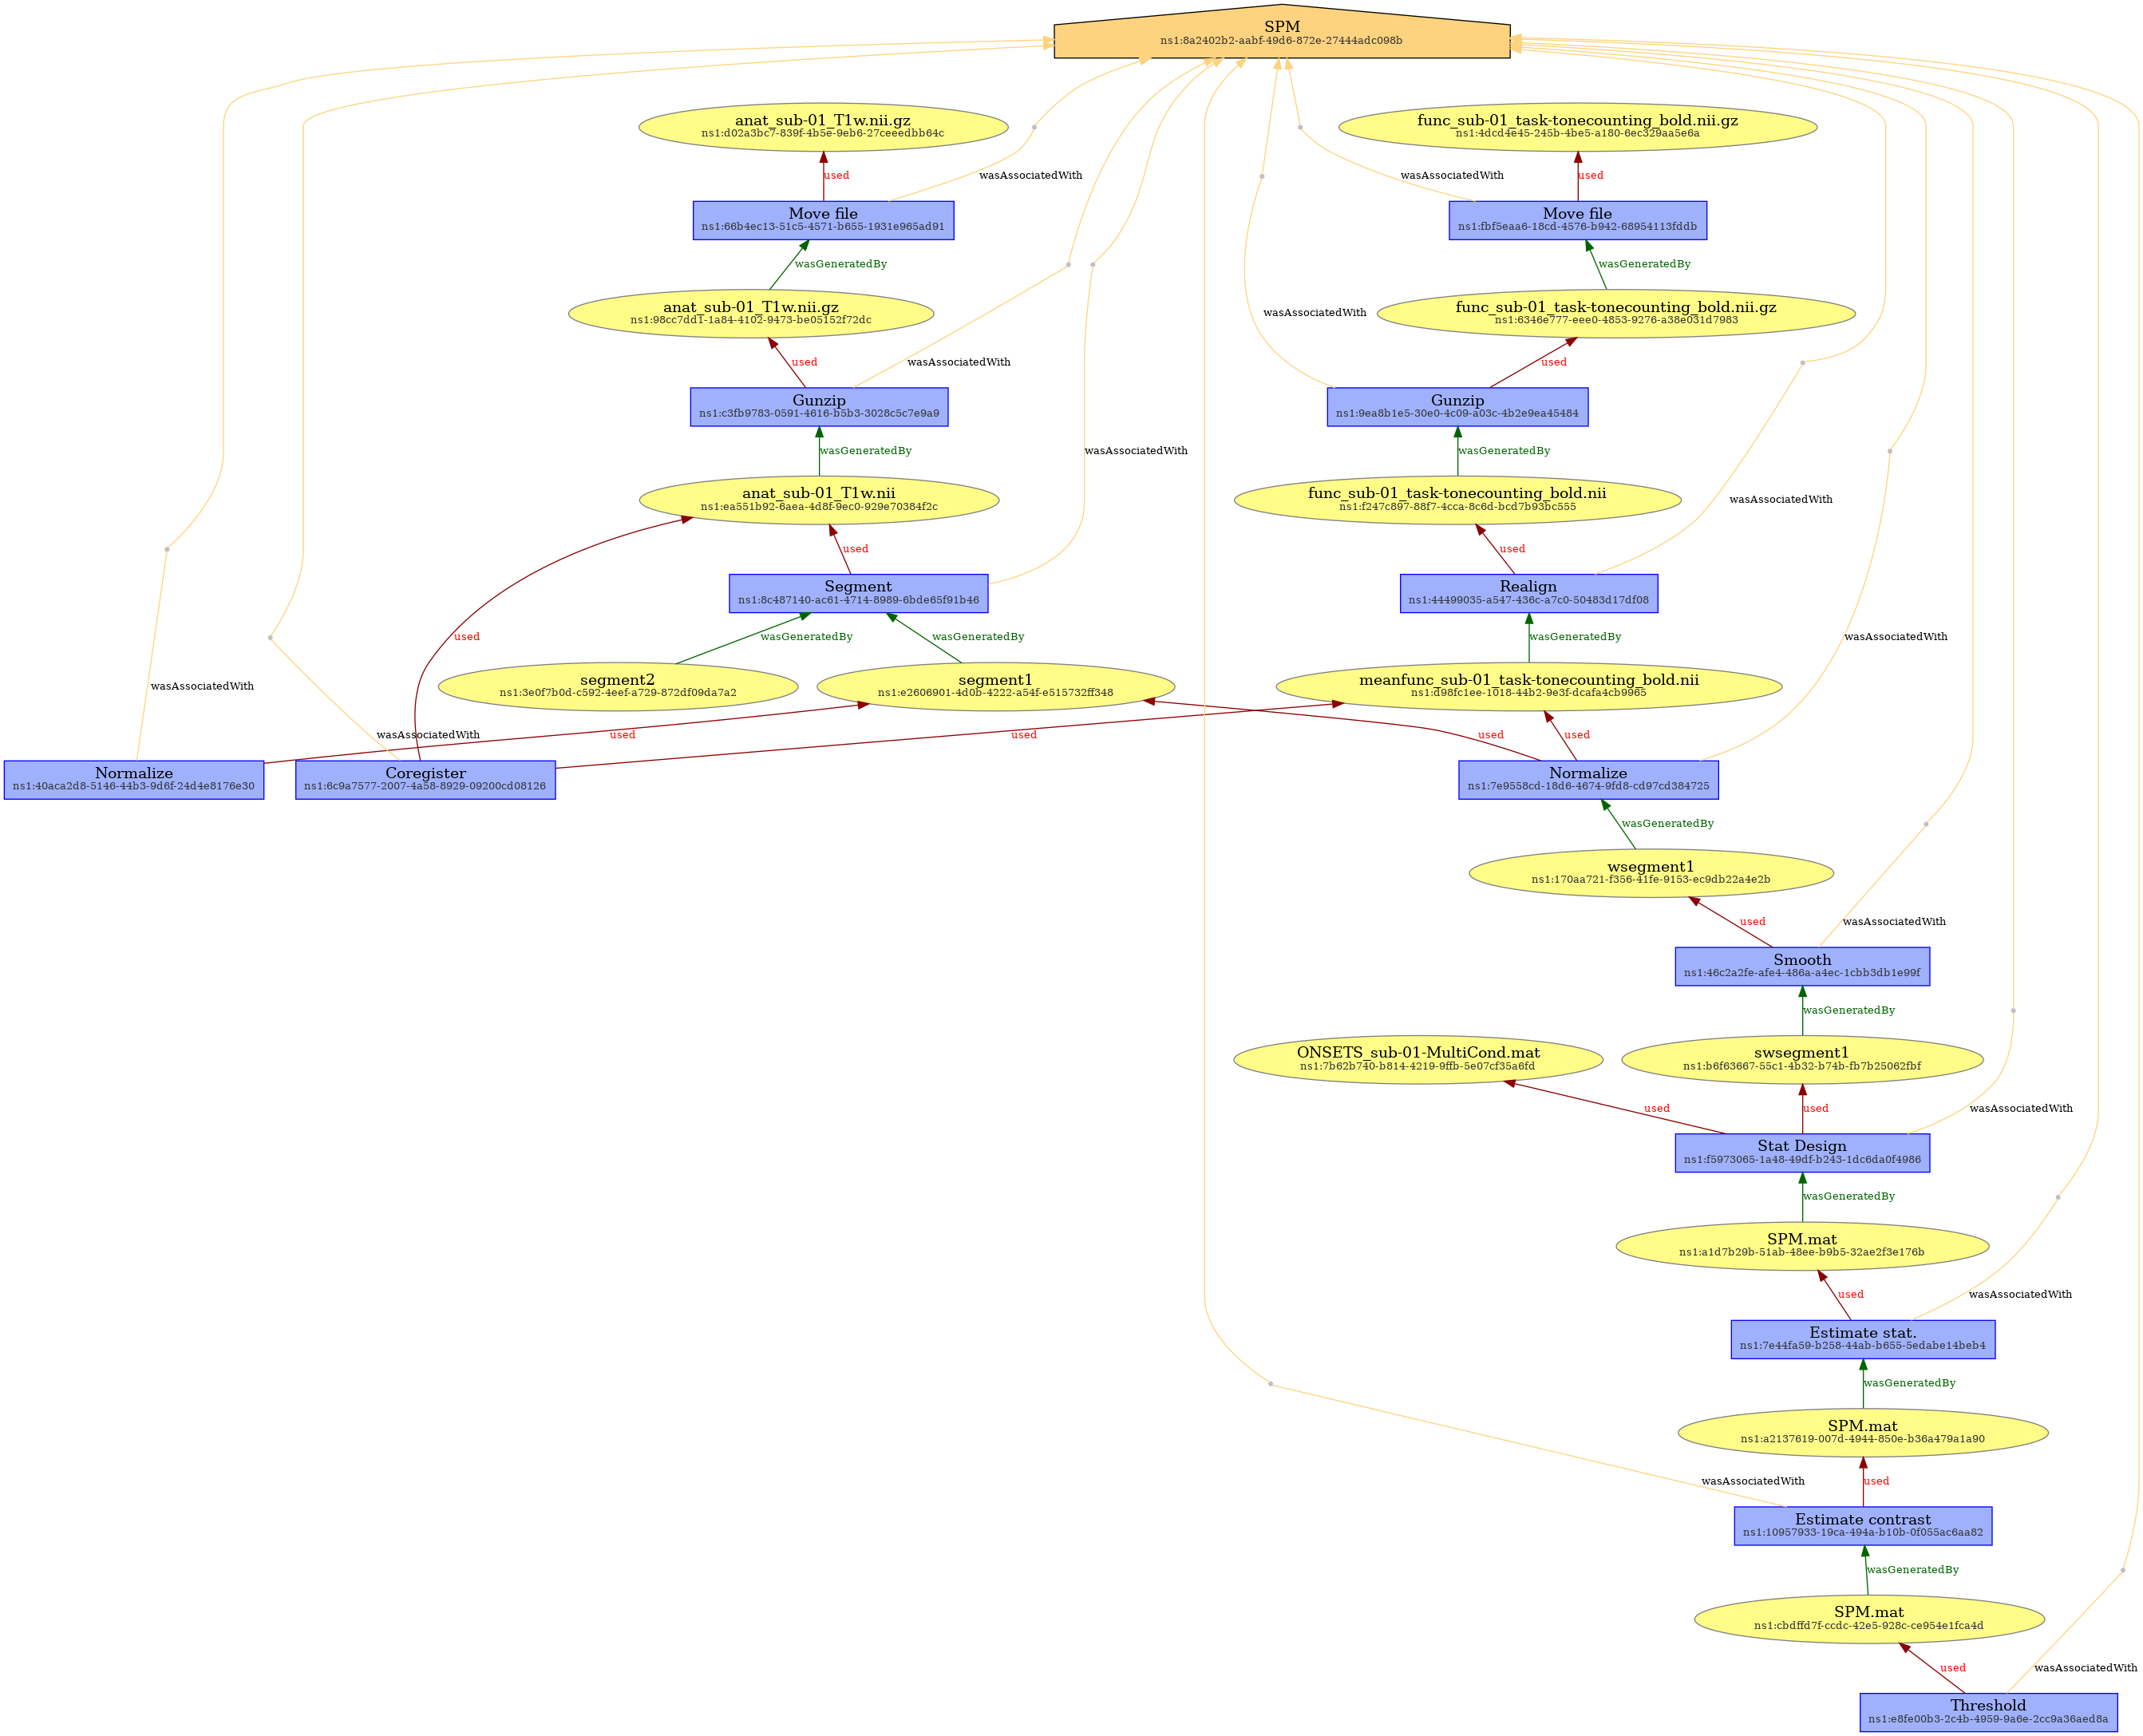 SPM
ns1:8a2402b2-aabf-49d6-872e-27444adc098b
anat_sub-01_T1w.nii.gz
ns1:d02a3bc7-839f-4b5e-9eb6-27ceeedbb64c
func_sub-01_task-tonecounting_bold.nii.gz
ns1:4dcd4e45-245b-4be5-a180-6ec329aa5e6a
used
wasAssociatedWith
wasAssociatedWith
used
Move file
ns1:66b4ec13-51c5-4571-b655-1931e965ad91
Move file
ns1:fbf5eaa6-18cd-4576-b942-68954113fddb
wasGeneratedBy
wasGeneratedBy
anat_sub-01_T1w.nii.gz
ns1:98cc7dd1-1a84-4102-9473-be05152f72dc
wasAssociatedWith
func_sub-01_task-tonecounting_bold.nii.gz
ns1:6346e777-eee0-4853-9276-a38e031d7983
used
wasAssociatedWith
used
Gunzip
ns1:c3fb9783-0591-4616-b5b3-3028c5c7e9a9
Gunzip
ns1:9ea8b1e5-30e0-4c09-a03c-4b2e9ea45484
wasGeneratedBy
wasAssociatedWith
wasGeneratedBy
anat_sub-01_T1w.nii
ns1:ea551b92-6aea-4d8f-9ec0-929e70384f2c
func_sub-01_task-tonecounting_bold.nii
ns1:f247c897-88f7-4cca-8c6d-bcd7b93bc555
wasAssociatedWith
used
used
Segment
ns1:8c487140-ac61-4714-8989-6bde65f91b46
Realign
ns1:44499035-a547-436c-a7c0-50483d17df08
used
wasGeneratedBy
wasGeneratedBy
wasGeneratedBy
wasAssociatedWith
wasAssociatedWith
segment2
ns1:3e0f7b0d-c592-4eef-a729-872df09da7a2
segment1
ns1:e2606901-4d0b-4222-a54f-e515732ff348
meanfunc_sub-01_task-tonecounting_bold.nii
ns1:d98fc1ee-1018-44b2-9e3f-dcafa4cb9965
wasAssociatedWith
used
used
used
used
Normalize
ns1:40aca2d8-5146-44b3-9d6f-24d4e8176e30
Coregister
ns1:6c9a7577-2007-4a58-8929-09200cd08126
Normalize
ns1:7e9558cd-18d6-4674-9fd8-cd97cd384725
wasGeneratedBy
wsegment1
ns1:170aa721-f356-41fe-9153-ec9db22a4e2b
used
wasAssociatedWith
Smooth
ns1:46c2a2fe-afe4-486a-a4ec-1cbb3db1e99f
wasGeneratedBy
ONSETS_sub-01-MultiCond.mat
ns1:7b62b740-b814-4219-9ffb-5e07cf35a6fd
swsegment1
ns1:b6f63667-55c1-4b32-b74b-fb7b25062fbf
used
used
wasAssociatedWith
Stat Design
ns1:f5973065-1a48-49df-b243-1dc6da0f4986
wasGeneratedBy
SPM.mat
ns1:a1d7b29b-51ab-48ee-b9b5-32ae2f3e176b
used
wasAssociatedWith
Estimate stat.
ns1:7e44fa59-b258-44ab-b655-5edabe14beb4
wasGeneratedBy
SPM.mat
ns1:a2137619-007d-4944-850e-b36a479a1a90
wasAssociatedWith
used
Estimate contrast
ns1:10957933-19ca-494a-b10b-0f055ac6aa82
wasGeneratedBy
SPM.mat
ns1:cbdffd7f-ccdc-42e5-928c-ce954e1fca4d
used
wasAssociatedWith
Threshold
ns1:e8fe00b3-2c4b-4959-9a6e-2cc9a36aed8a